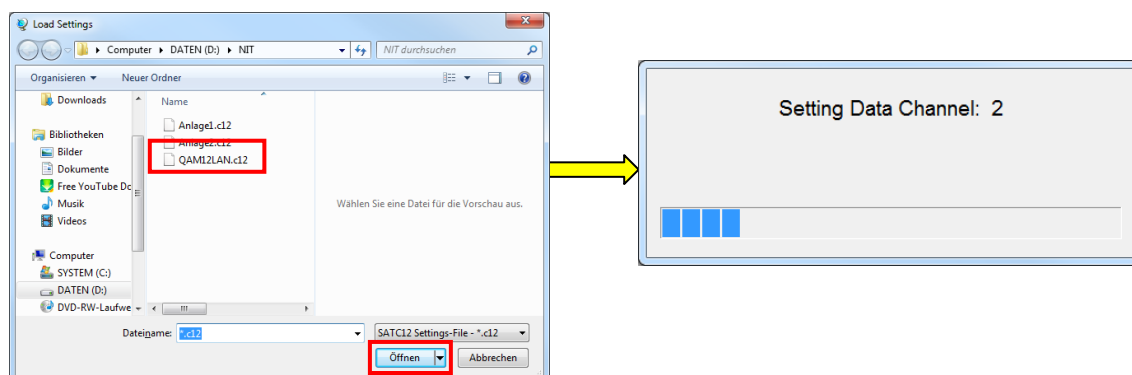 Load Settings
Computer ▸ DATEN (D:) ▸ NIT
NIT durchsuchen
Organisieren
Neuer Ordner
Downloads
Bibliotheken
Bilder
Dokumente
Free YouTube Dc
Musik
Videos
Computer
SYSTEM (C:)
DATEN (D:)
DVD-RW-Laufwe
Name
Anlage1.c12
Anlage2.c12
QAM12LAN.c12
Wählen Sie eine Datei für die Vorschau aus.
Dateiname: *.c12
SATC12 Settings-File - *.c12
Öffnen
Abbrechen
Setting Data Channel: 2